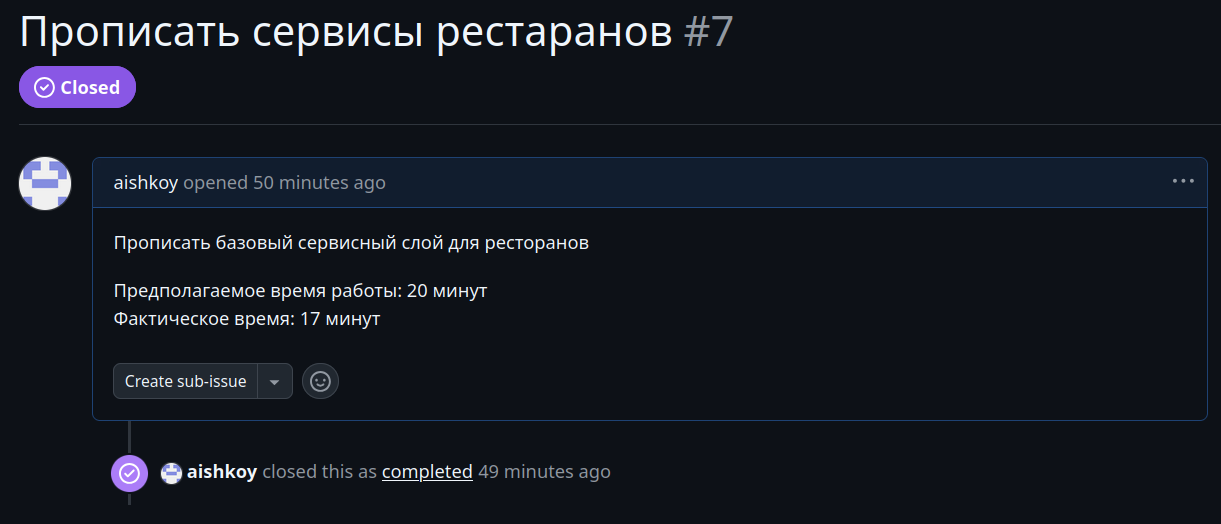 Прописать сервисы рестаранов #7
Closed
aishkoy opened 50 minutes ago
Прописать базовый сервисный слой для ресторанов
Предполагаемое время работы: 20 минут
Фактическое время: 17 минут
Create sub-issue
aishkoy closed this as completed 49 minutes ago